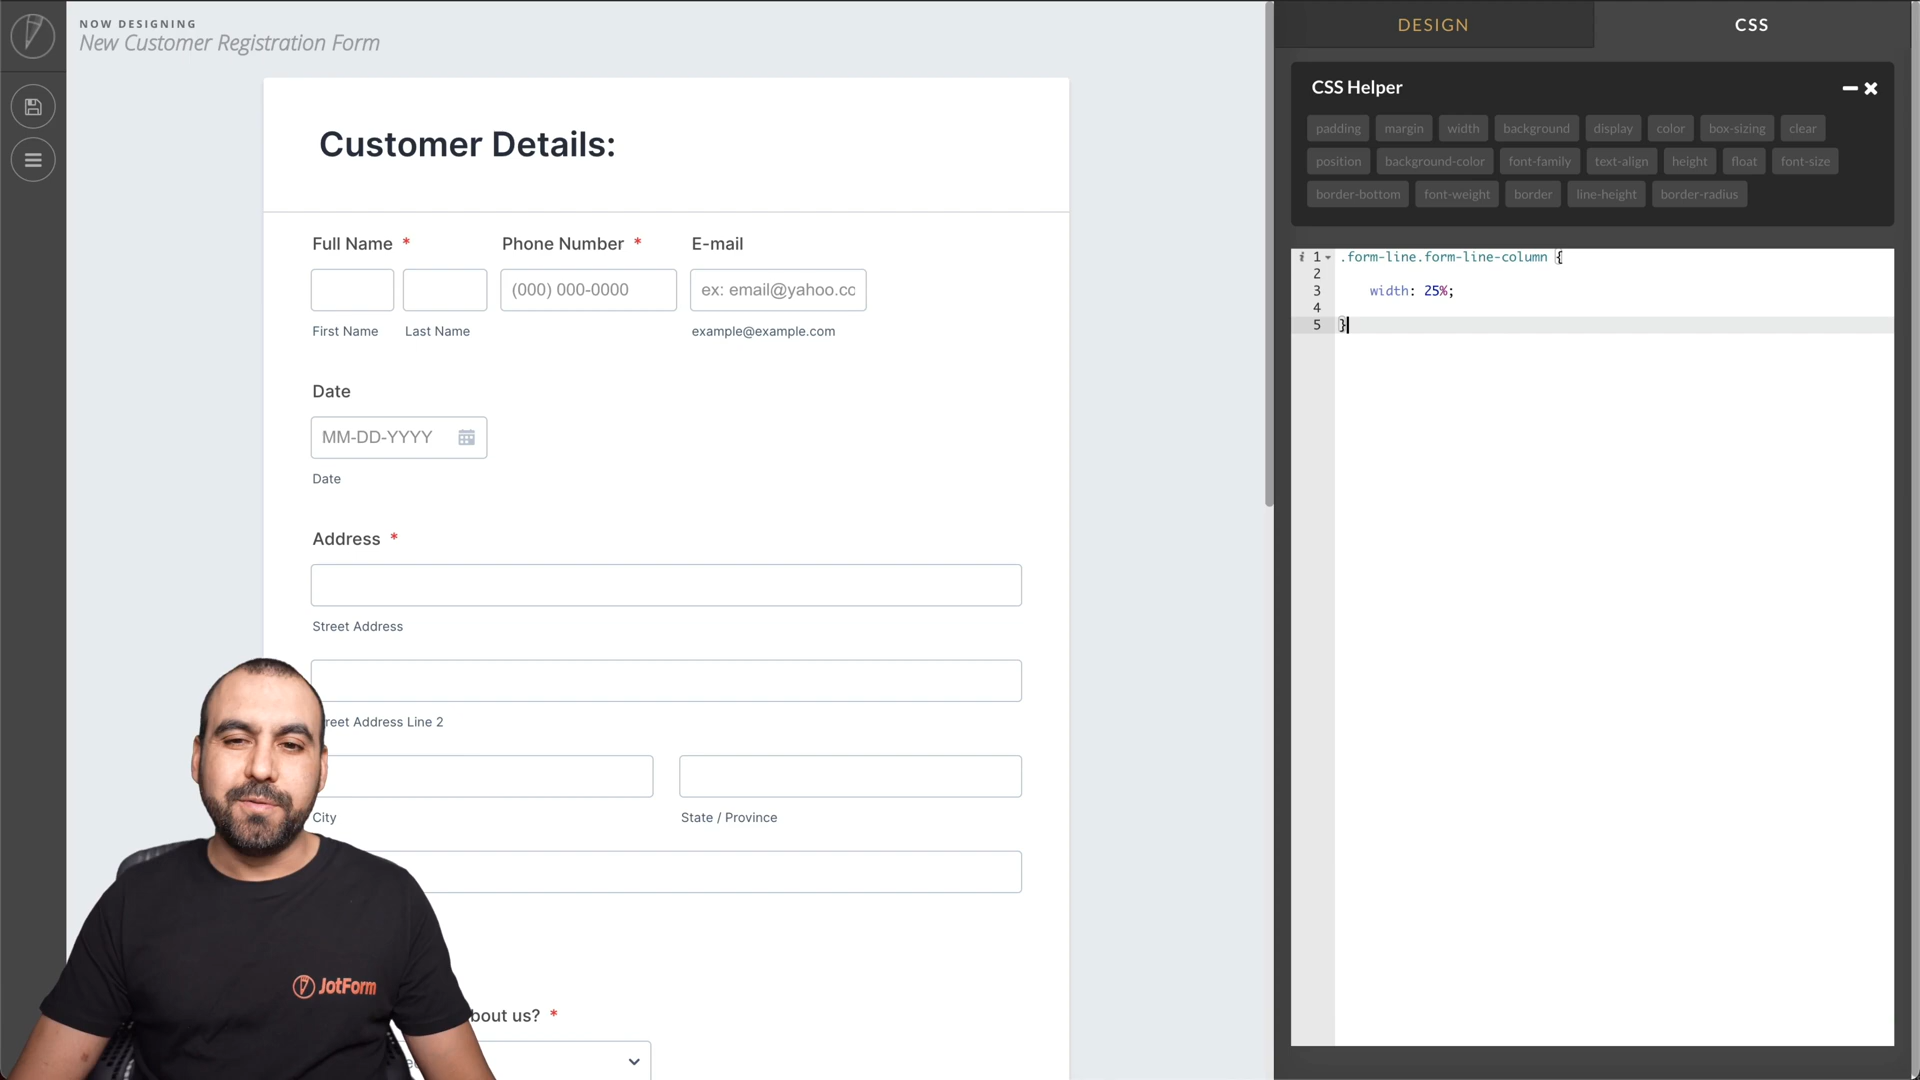 NOW DESIGNING
New Customer Registration Form
DESIGN
CSS
CSS Helper
padding margin width background display color box-sizing clear
position background-color font-family text-align height float font-size
border-bottom font-weight border line-height border-radius
Customer Details:
Full Name * Phone Number * E-mail
(000) 000-0000 ex: email@yahoo.cc
First Name Last Name example@example.com
Date
MM-DD-YYYY
Date
Address *
Street Address
reet Address Line 2
City State / Province
bout us? *
i 1 .form-line.form-line-column {
2
3 width: 25%;
4
5 }
JotForm